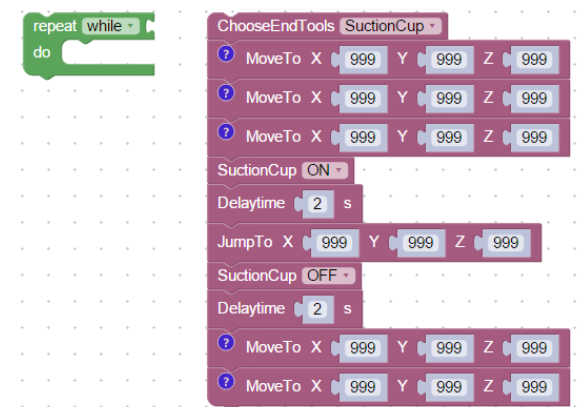 repeat while
do
ChooseEndTools SuctionCup
? MoveTo X 999 Y 999 Z 999
? MoveTo X 999 Y 999 Z 999
? MoveTo X 999 Y 999 Z 999
SuctionCup ON
Delaytime 2 s
JumpTo X 999 Y 999 Z 999
SuctionCup OFF
Delaytime 2 s
? MoveTo X 999 Y 999 Z 999
? MoveTo X 999 Y 999 Z 999